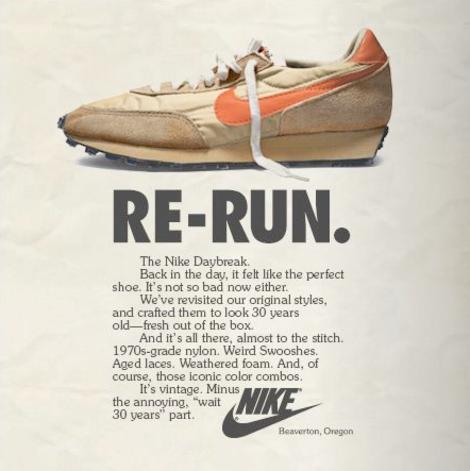 RE-RUN.
The Nike Daybreak.
Back in the day, it felt like the perfect
shoe. It's not so bad now either.
We've revisited our original styles,
and crafted them to look 30 years
old—fresh out of the box.
And it's all there, almost to the stitch.
1970s-grade nylon. Weird Swooshes.
Aged laces. Weathered foam. And, of
course, those iconic color combos.
It's vintage. Minus
the annoying, "wait
30 years" part.
NIKE
Beaverton, Oregon